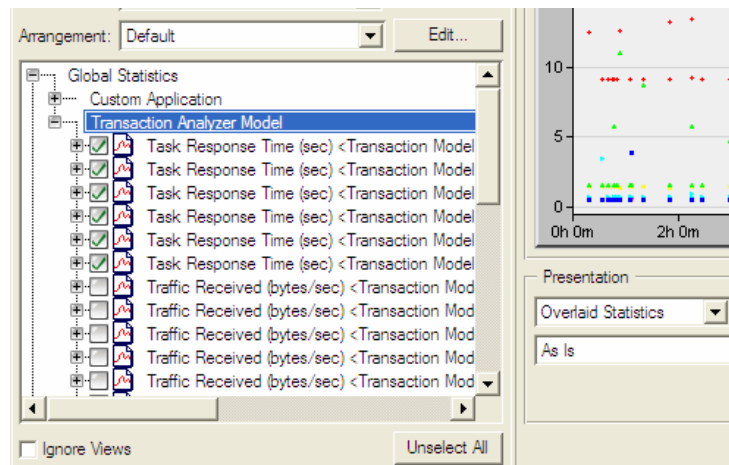 Arrangement: Default Edit...
Global Statistics
Custom Application
Transaction Analyzer Model
Task Response Time (sec) <Transaction Model
Task Response Time (sec) <Transaction Model
Task Response Time (sec) <Transaction Model
Task Response Time (sec) <Transaction Model
Task Response Time (sec) <Transaction Model
Task Response Time (sec) <Transaction Model
Traffic Received (bytes/sec) <Transaction Mod
Traffic Received (bytes/sec) <Transaction Mod
Traffic Received (bytes/sec) <Transaction Mod
Traffic Received (bytes/sec) <Transaction Mod
Traffic Received (bytes/sec) <Transaction Mod
Ignore Views Unselect All
10
5
0
0h 0m 2h 0m
Presentation
Overlaid Statistics
As Is